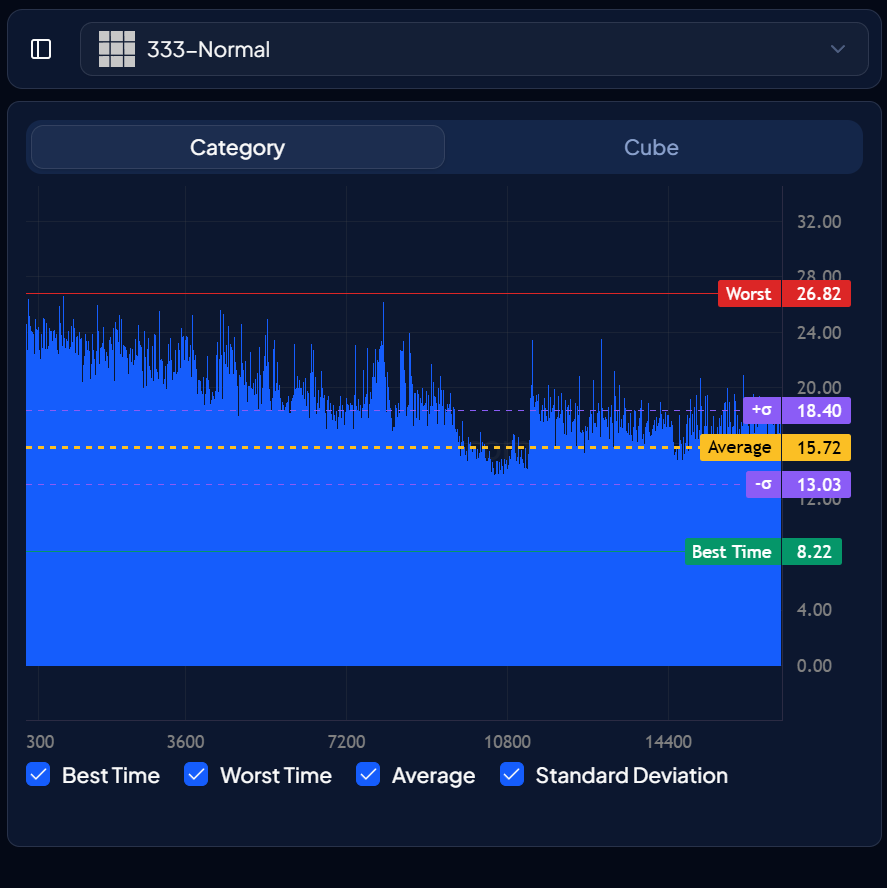 333-Normal
Category
Cube
32.00
28.00
Worst 26.82
24.00
20.00
+σ 18.40
Average 15.72
-σ 13.03
12.00
Best Time 8.22
4.00
0.00
300 3600 7200 10800 14400
Best Time Worst Time Average Standard Deviation